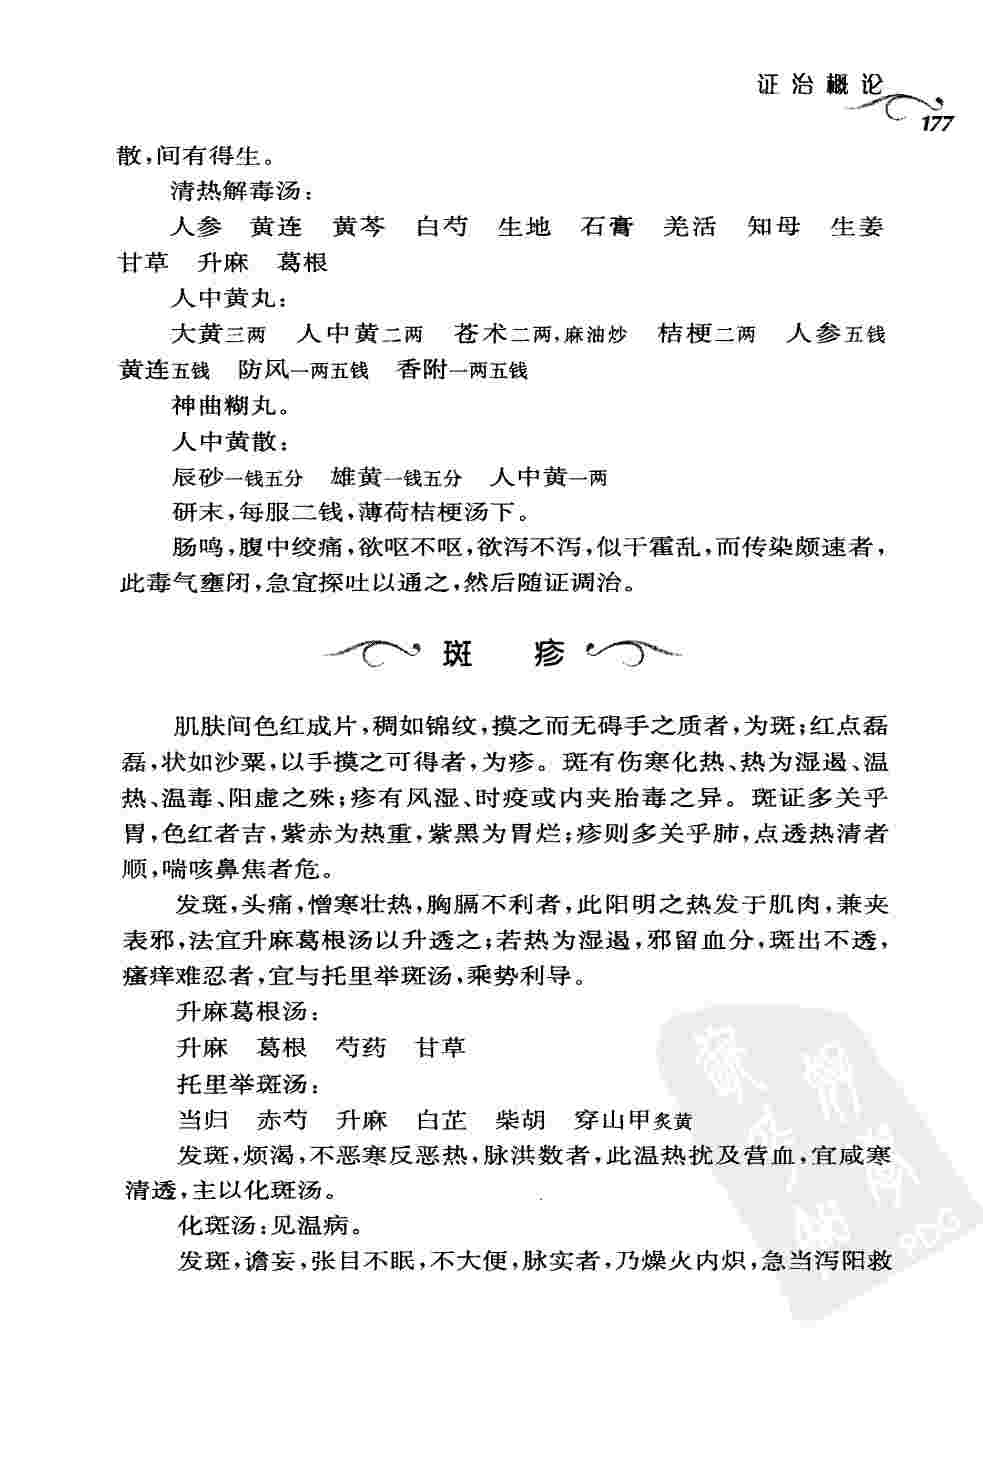 证治概论
177
散，间有得生。
清热解毒汤：
人参 黄连 黄芩 白芍 生地 石膏 羌活 知母 生姜
甘草 升麻 葛根
人中黄丸：
大黄三两 人中黄二两 苍术二两，麻油炒 桔梗二两 人参五钱
黄连五钱 防风一两五钱 香附一两五钱
神曲糊丸。
人中黄散：
辰砂一钱五分 雄黄一钱五分 人中黄一两
研末，每服二钱，薄荷桔梗汤下。
肠鸣，腹中绞痛，欲呕不呕，欲泻不泻，似于霍乱，而传染颇速者，
此毒气壅闭，急宜探吐以通之，然后随证调治。
斑 疹
肌肤间色红成片，稠如锦纹，摸之而无碍手之质者，为斑；红点磊
磊，状如沙粟，以手摸之可得者，为疹。斑有伤寒化热、热为湿遏、温
热、温毒、阳虚之殊；疹有风湿、时疫或内夹胎毒之异。斑证多关乎
胃，色红者吉，紫赤为热重，紫黑为胃烂；疹则多关乎肺，点透热清者
顺，喘咳鼻焦者危。
发斑，头痛，憎寒壮热，胸膈不利者，此阳明之热发于肌肉，兼夹
表邪，法宜升麻葛根汤以升透之；若热为湿遏，邪留血分，斑出不透，
瘙痒难忍者，宜与托里举斑汤，乘势利导。
升麻葛根汤：
升麻 葛根 芍药 甘草
托里举斑汤：
当归 赤芍 升麻 白芷 柴胡 穿山甲炙黄
发斑，烦渴，不恶寒反恶热，脉洪数者，此温热扰及营血，宜咸寒
清透，主以化斑汤。
化斑汤：见温病。
发斑，谵妄，张目不眠，不大便，脉实者，乃燥火内炽，急当泻阳救
PDG